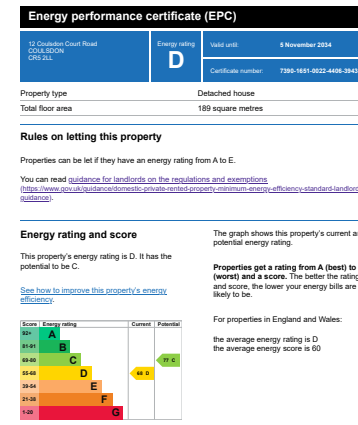 Energy performance certificate (EPC)
12 Coulsdon Court Road
COULSDON
CR5 2LL
Energy rating
D
Valid until: 5 November 2034
Certificate number: 7390-1651-0022-4406-3943
Property type Detached house
Total floor area 189 square metres
Rules on letting this property
Properties can be let if they have an energy rating from A to E.
You can read guidance for landlords on the regulations and exemptions
(https://www.gov.uk/guidance/domestic-private-rented-property-minimum-energy-efficiency-standard-landlord
guidance).
Energy rating and score
This property's energy rating is D. It has the
potential to be C.
See how to improve this property's energy
efficiency.
Score Energy rating Current Potential
92+ A
81-91 B
69-80 C 77 C
55-68 D 66 D
39-54 E
21-38 F
1-20 G
The graph shows this property's current a
potential energy rating.
Properties get a rating from A (best) to
(worst) and a score. The better the rating
and score, the lower your energy bills are
likely to be.
For properties in England and Wales:
the average energy rating is D
the average energy score is 60